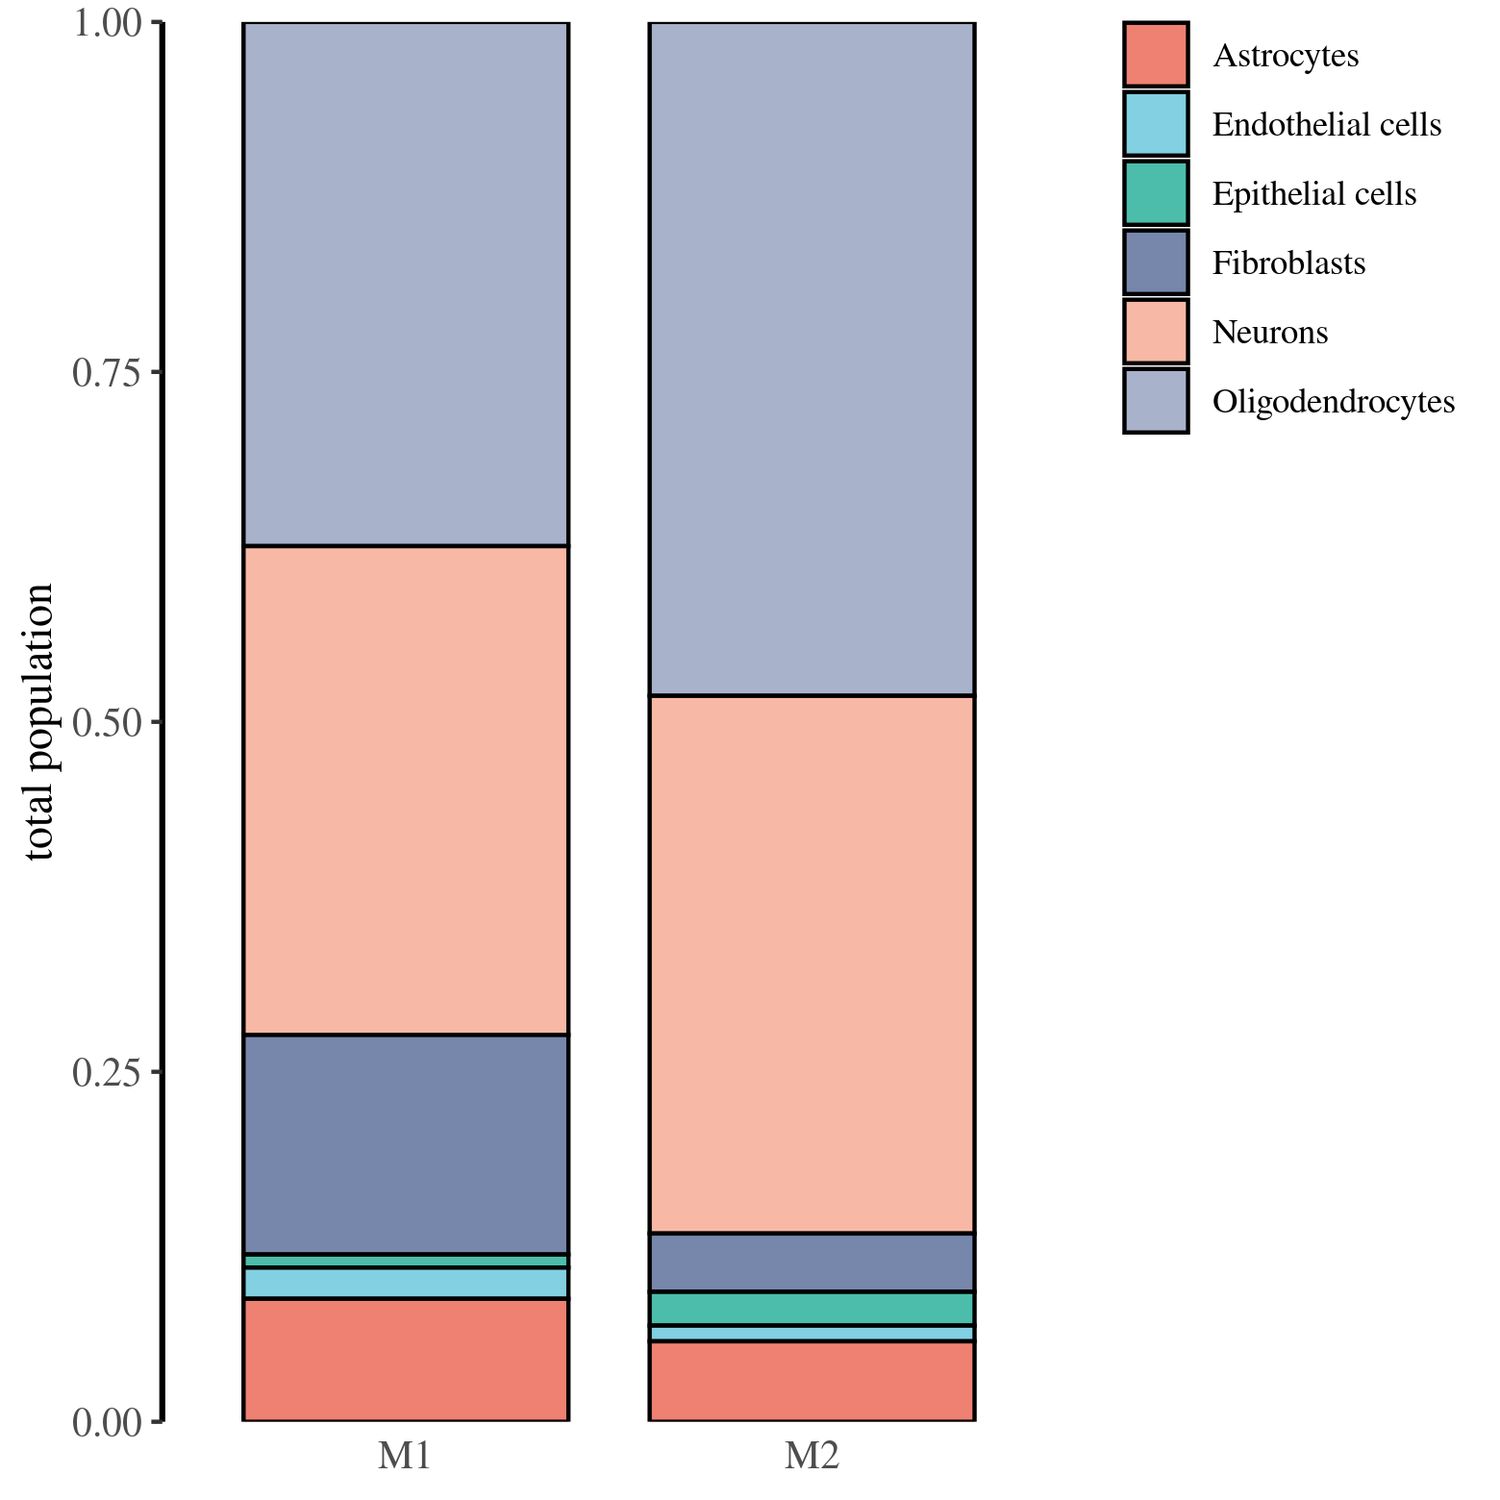 total population
1.00
0.75
0.50
0.25
0.00
M1
M2
Astrocytes
Endothelial cells
Epithelial cells
Fibroblasts
Neurons
Oligodendrocytes